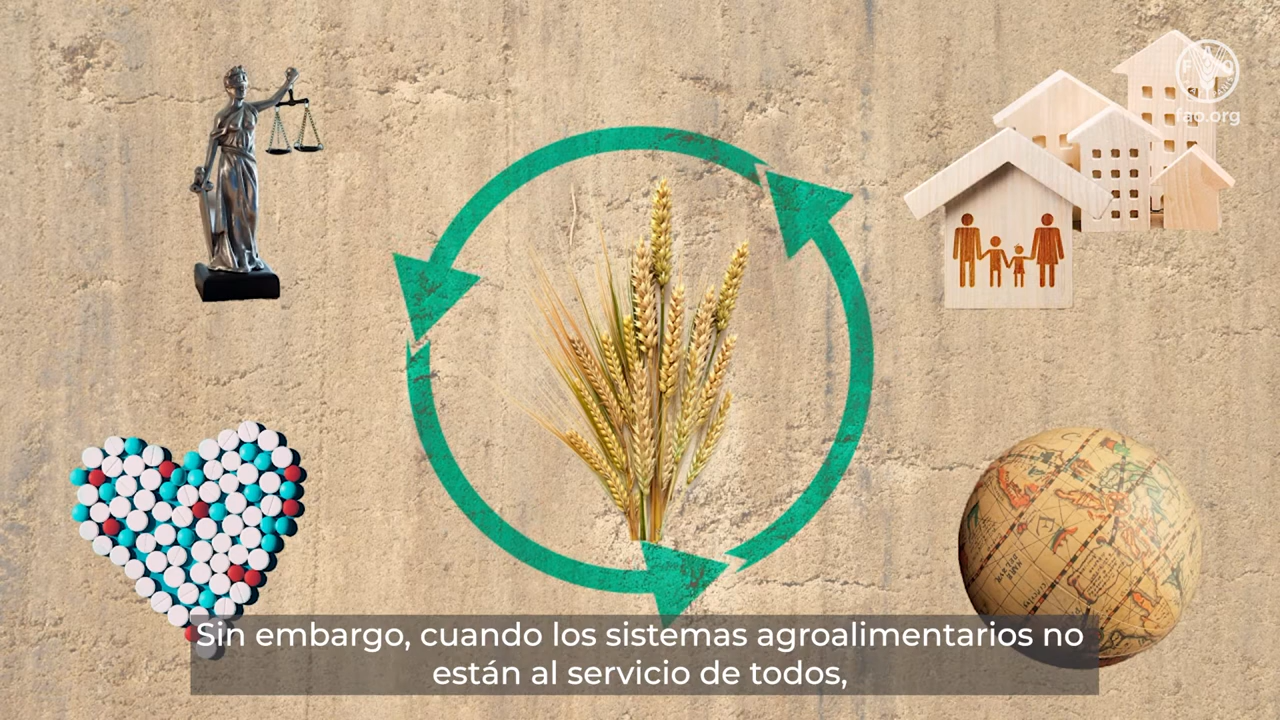 fao.org
Sin embargo, cuando los sistemas agroalimentarios no
están al servicio de todos,